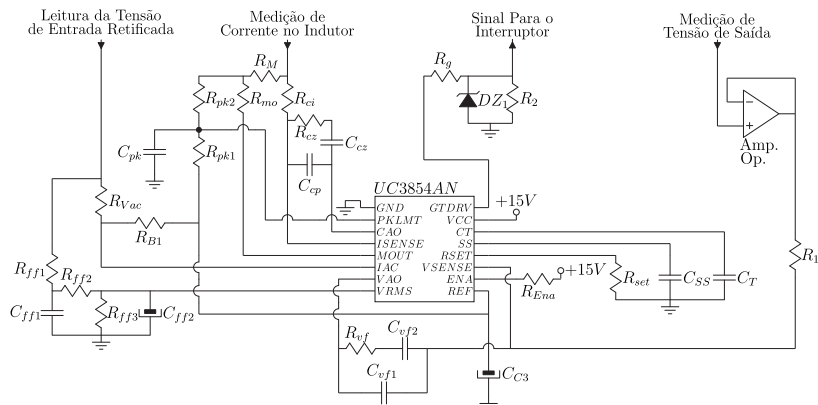 Leitura da Tensão
de Entrada Retificada
Medição de
Corrente no Indutor
Sinal Para o
Interruptor
Medição de
Tensão de Saída
R_M
R_g
R_pk2
R_mo
R_ci
DZ_1
R_2
R_cz
C_cz
Amp.
Op.
C_pk
R_pk1
C_cp
UC3854AN
R_Vac
+15V
GND
GTDRV
PKLMT
VCC
CAO
CT
ISENSE
SS
MOUT
RSET
IAC
VSENSE
VAO
ENA
VRMS
REF
R_B1
R_1
R_ff1
R_ff2
+15V
R_Ena
R_set
C_SS
C_T
C_ff1
R_ff3
C_ff2
R_vf
C_vf2
C_vf1
C_C3